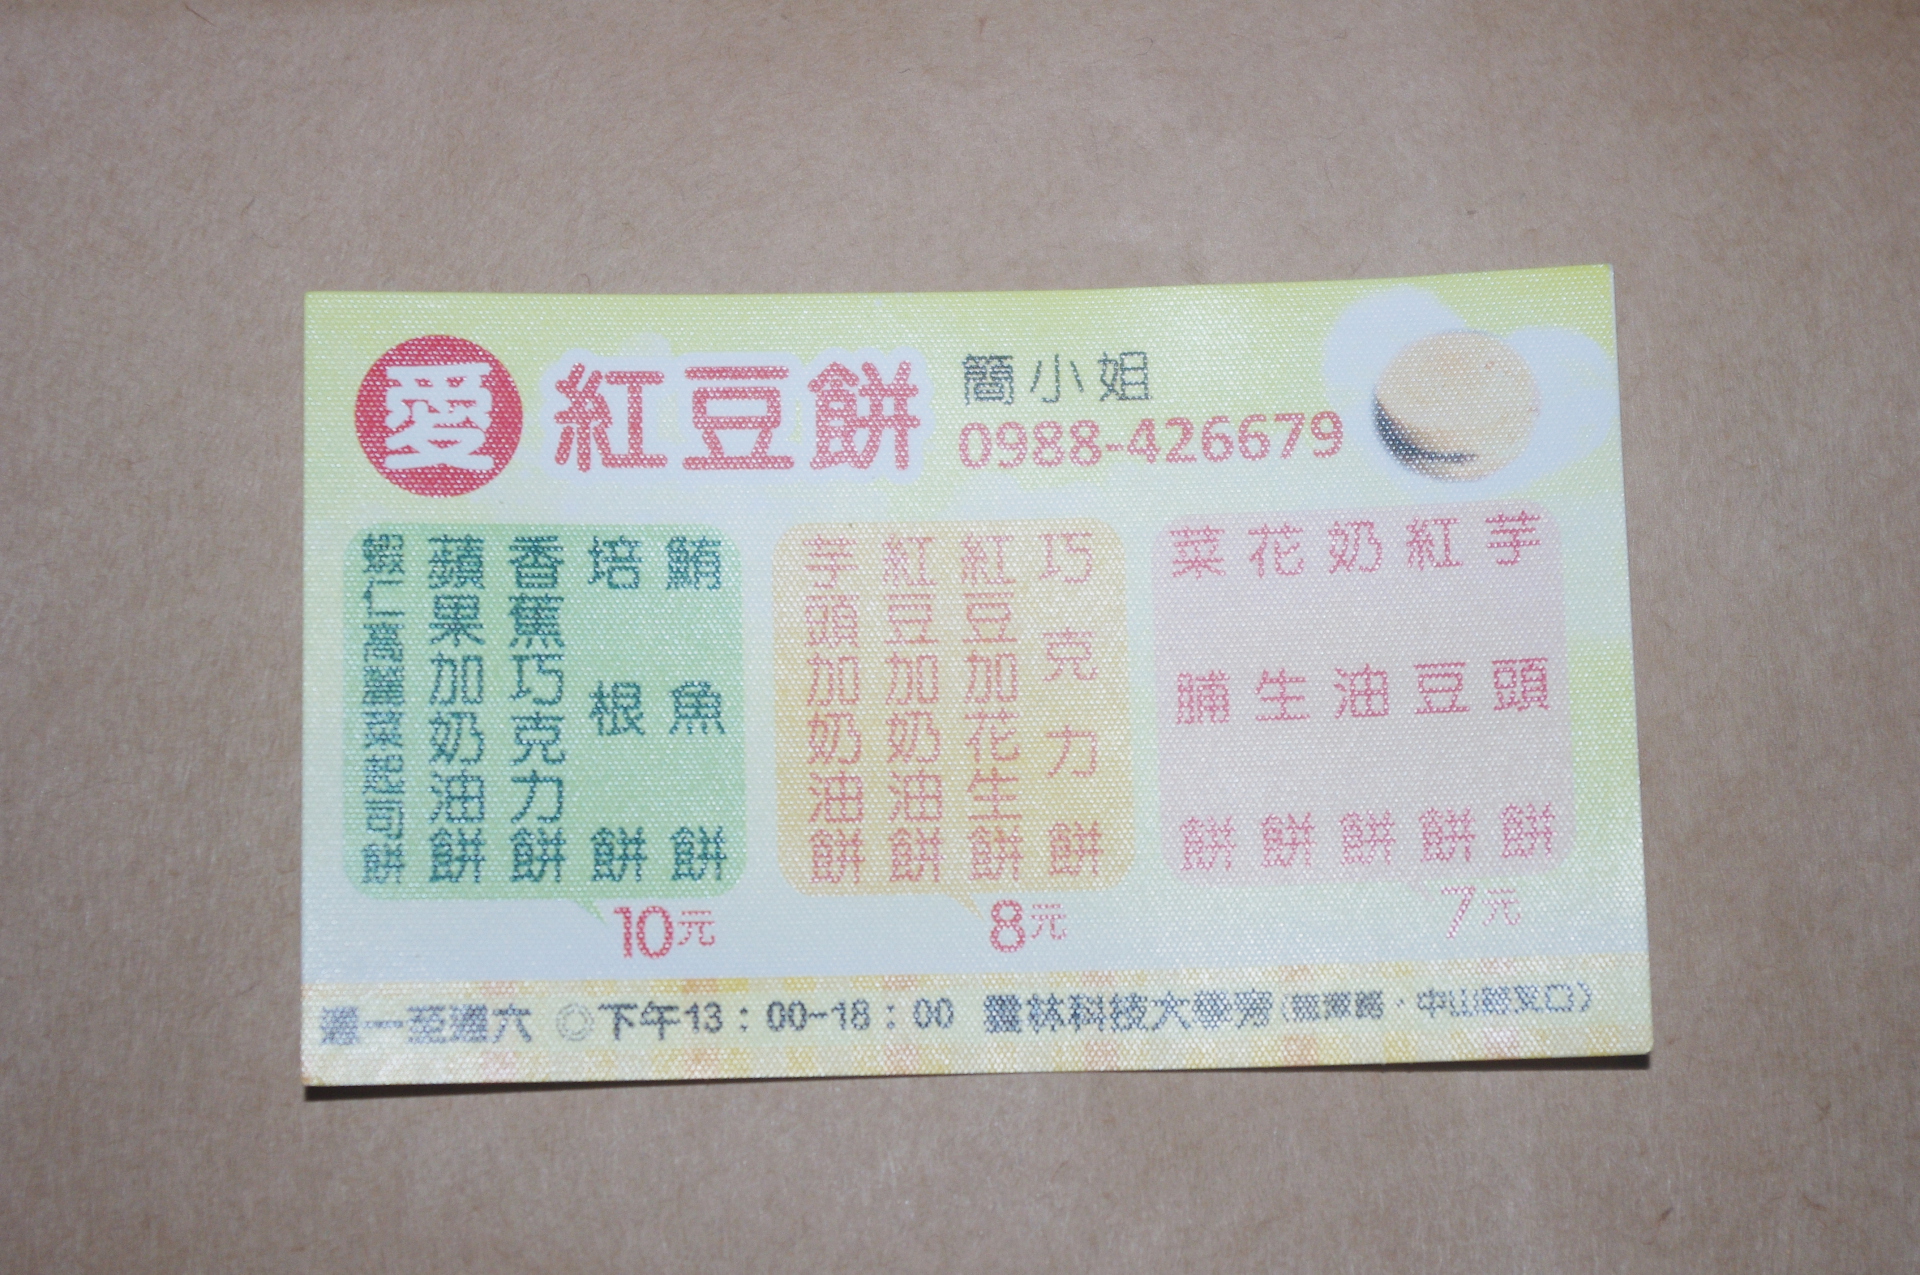 愛 紅豆餅
簡小姐
0988-426679
芋頭餅
紅豆餅
奶油餅
花生餅
菜脯餅
7元
巧克力餅
紅豆加花生餅
紅豆加奶油餅
芋頭加奶油餅
8元
鮪魚餅
培根餅
香蕉巧克力餅
蘋果加奶油餅
蝦仁高麗菜起司餅
10元
週一至週六 ◎下午13：00~18：00 雲林科技大學旁